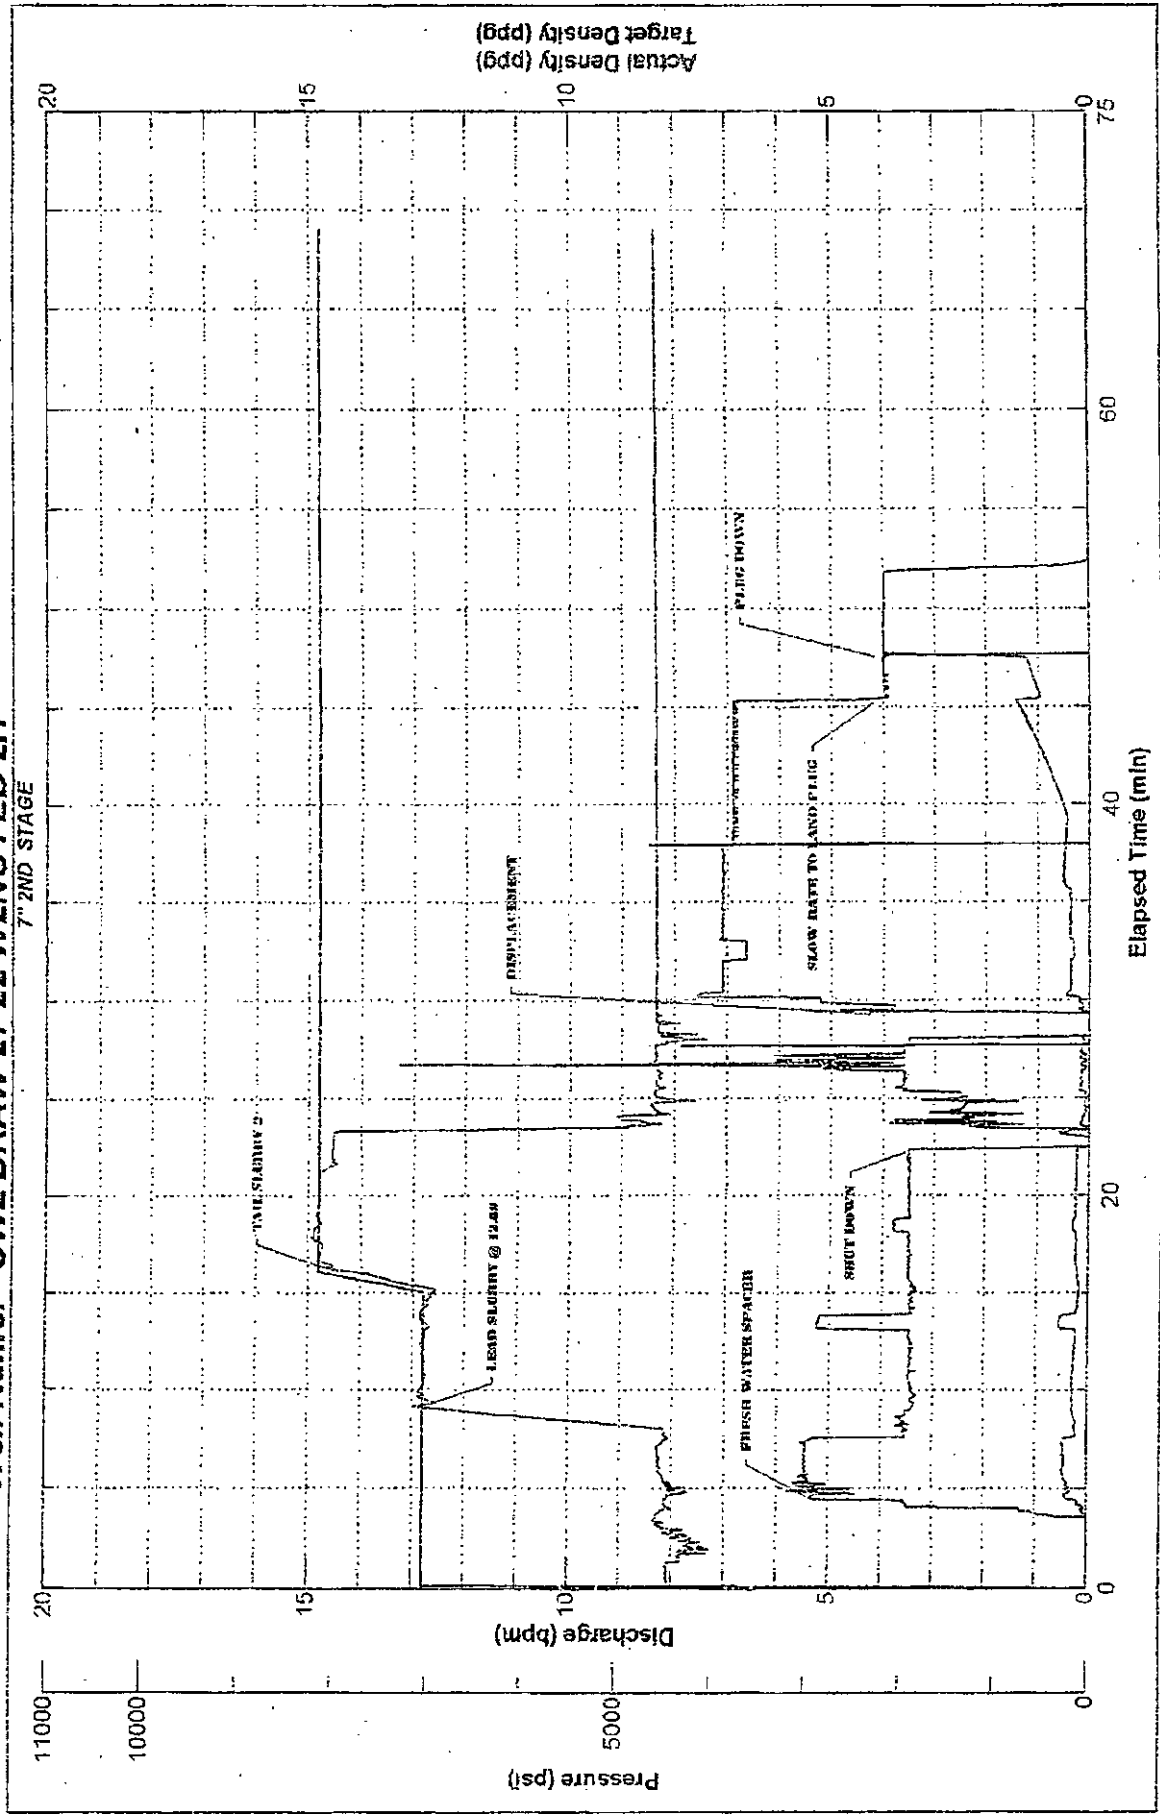 7" 2ND STAGE
Actual Density (ppg)
Target Density (ppg)
20
15
10
5
0
75
60
40
20
0
Elapsed Time (min)
TAIL SLURRY 2
DISPLACEMENT
PLUG DOWN
SLOW RATE TO LAND PLUG
SHUT DOWN
LEAD SLURRY @
FRESH WATER SPACER
20
15
10
5
0
Discharge (bpm)
11000
10000
5000
0
Pressure (psi)